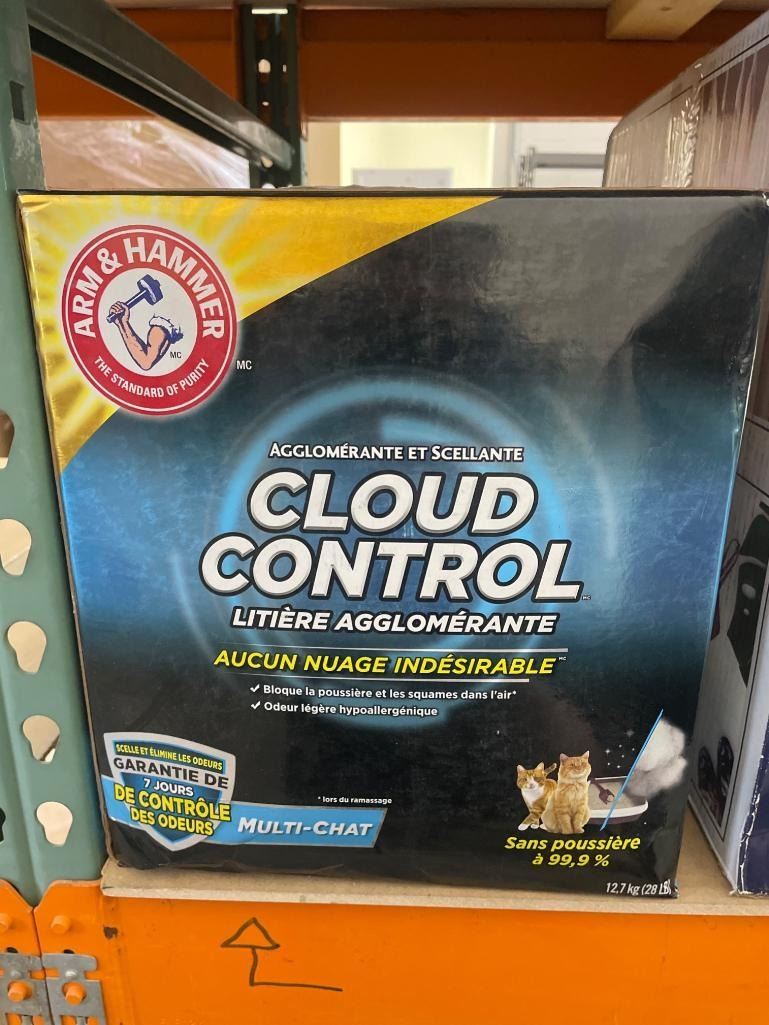 ARM & HAMMER
MC
THE STANDARD OF PURITY
MC
AGGLOMÉRANTE ET SCELLANTE
CLOUD
CONTROL MC
LITIÈRE AGGLOMÉRANTE
AUCUN NUAGE INDÉSIRABLE MC
✓ Bloque la poussière et les squames dans l'air*
✓ Odeur légère hypoallergénique
SCELLE ET ÉLIMINE LES ODEURS
GARANTIE DE
7 JOURS
DE CONTRÔLE
DES ODEURS
* lors du ramassage
MULTI-CHAT
Sans poussière
à 99,9 %
12,7 kg (28 LB)